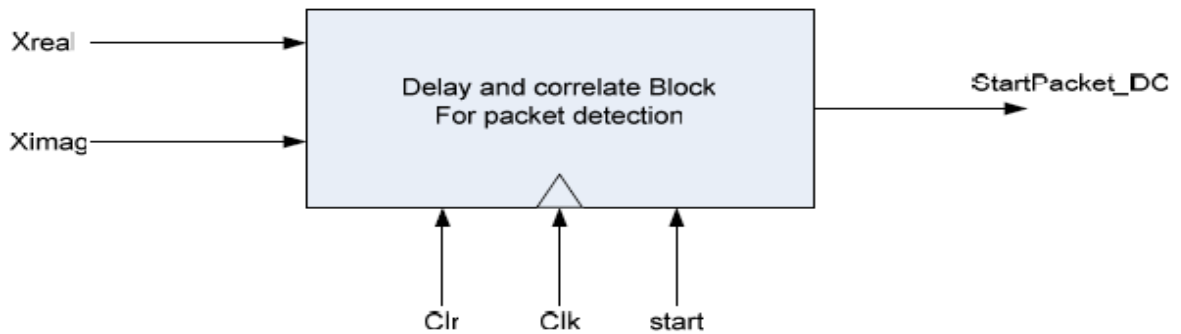 Xreal
Delay and correlate Block
For packet detection
StartPacket_DC
Ximag
Clr
Clk
start